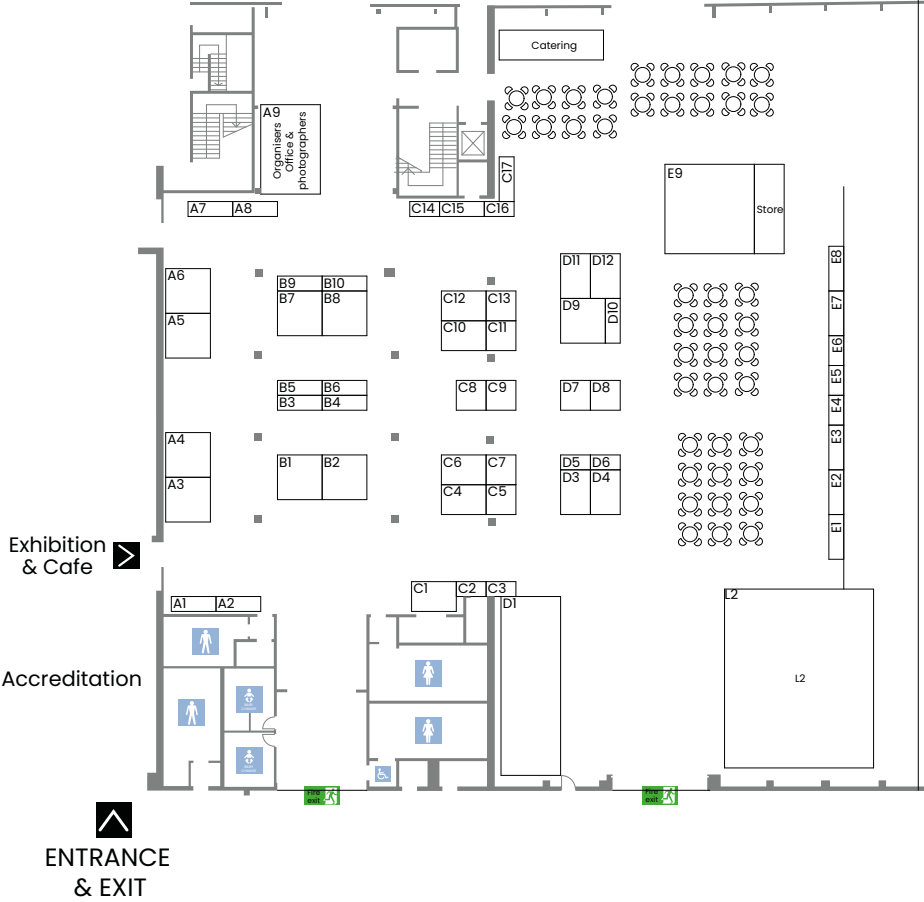 Catering
A9
Organisers
Office &
photographers
C17
E9
Store
A7 A8
C14 C15 C16
D11 D12
E8
A6
B9 B10
B7 B8
C12 C13
D9 D10
E7
A5
C10 C11
E6
E5
B5 B6
B3 B4
C8 C9
D7 D8
E4
E3
A4
B1 B2
C6 C7
D5 D6
A3
C4 C5
D3 D4
E2
E1
Exhibition
& Cafe
A1 A2
C1 C2 C3
D1
L2
L2
Accreditation
Fire
exit
Fire
exit
ENTRANCE
& EXIT